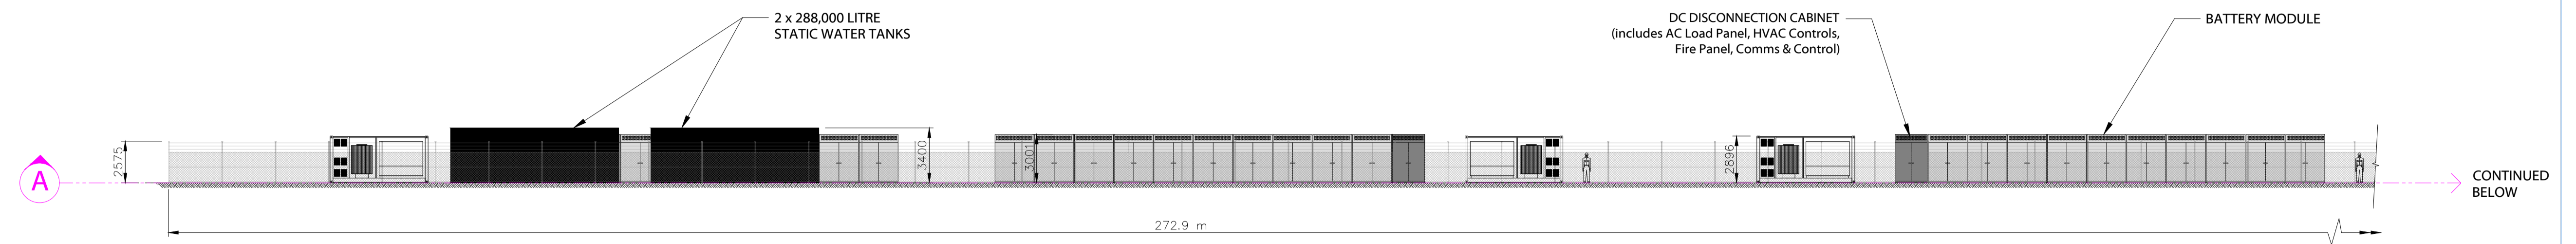 2 x 288,000 LITRE
STATIC WATER TANKS
DC DISCONNECTION CABINET
(includes AC Load Panel, HVAC Controls,
Fire Panel, Comms & Control)
BATTERY MODULE
2575
3400
3001
2896
A
CONTINUED
BELOW
272.9 m